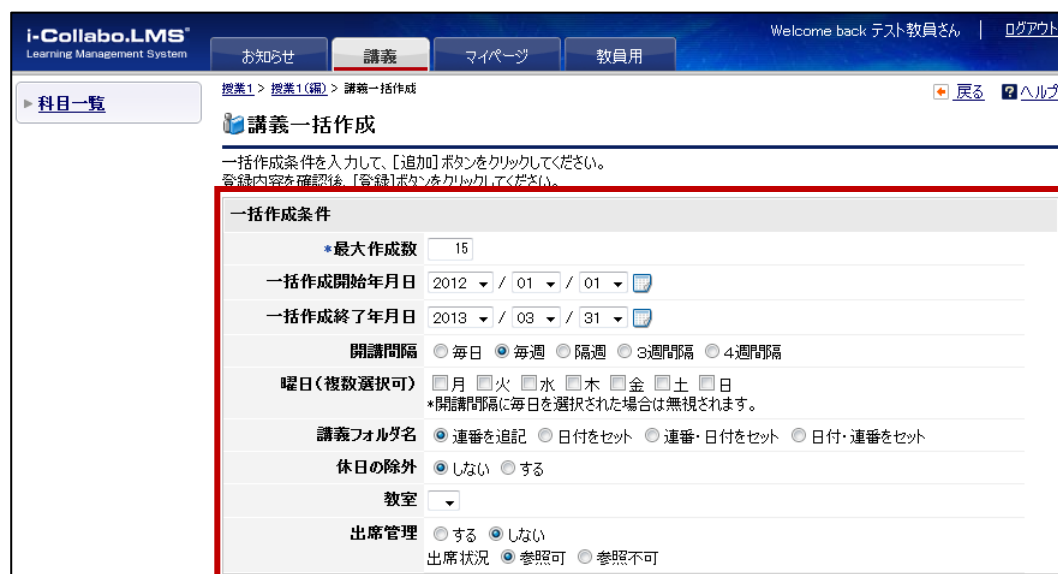 i-Collabo.LMS
Learning Management System
Welcome back テスト教員さん | ログアウト
お知らせ 講義 マイページ 教員用
科目一覧
授業1 > 授業1(編) > 講義一括作成
戻る ヘルプ
講義一括作成
一括作成条件を入力して、[追加]ボタンをクリックしてください。
登録内容を確認後、[登録]ボタンをクリックしてください。
一括作成条件
*最大作成数 15
一括作成開始年月日 2012 / 01 / 01
一括作成終了年月日 2013 / 03 / 31
開講間隔 毎日 毎週 隔週 3週間隔 4週間隔
曜日(複数選択可) 月 火 水 木 金 土 日
*開講間隔に毎日を選択された場合は無視されます。
講義フォルダ名 連番を追記 日付をセット 連番・日付をセット 日付・連番をセット
休日の除外 しない する
教室
出席管理 する しない
出席状況 参照可 参照不可